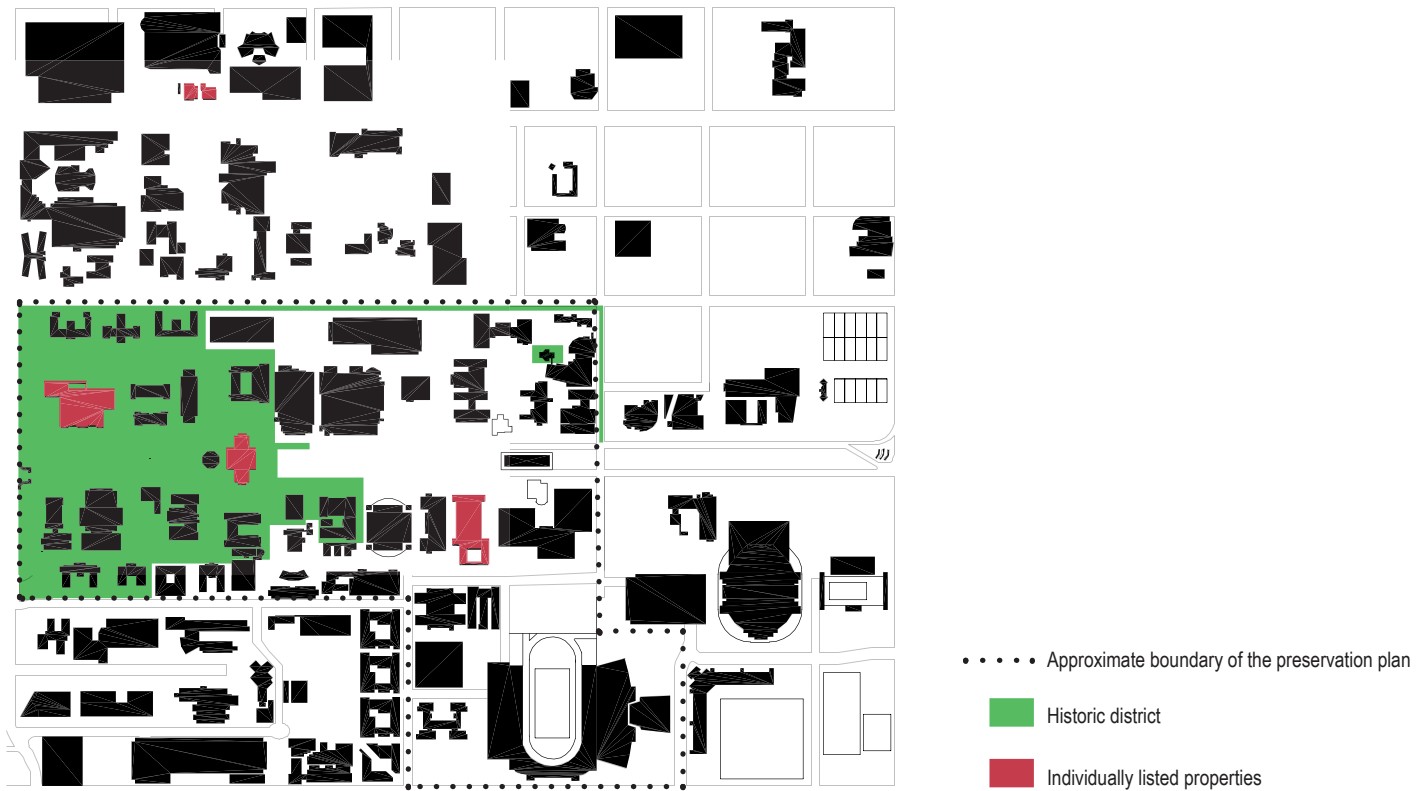 Approximate boundary of the preservation plan
Historic district
Individually listed properties